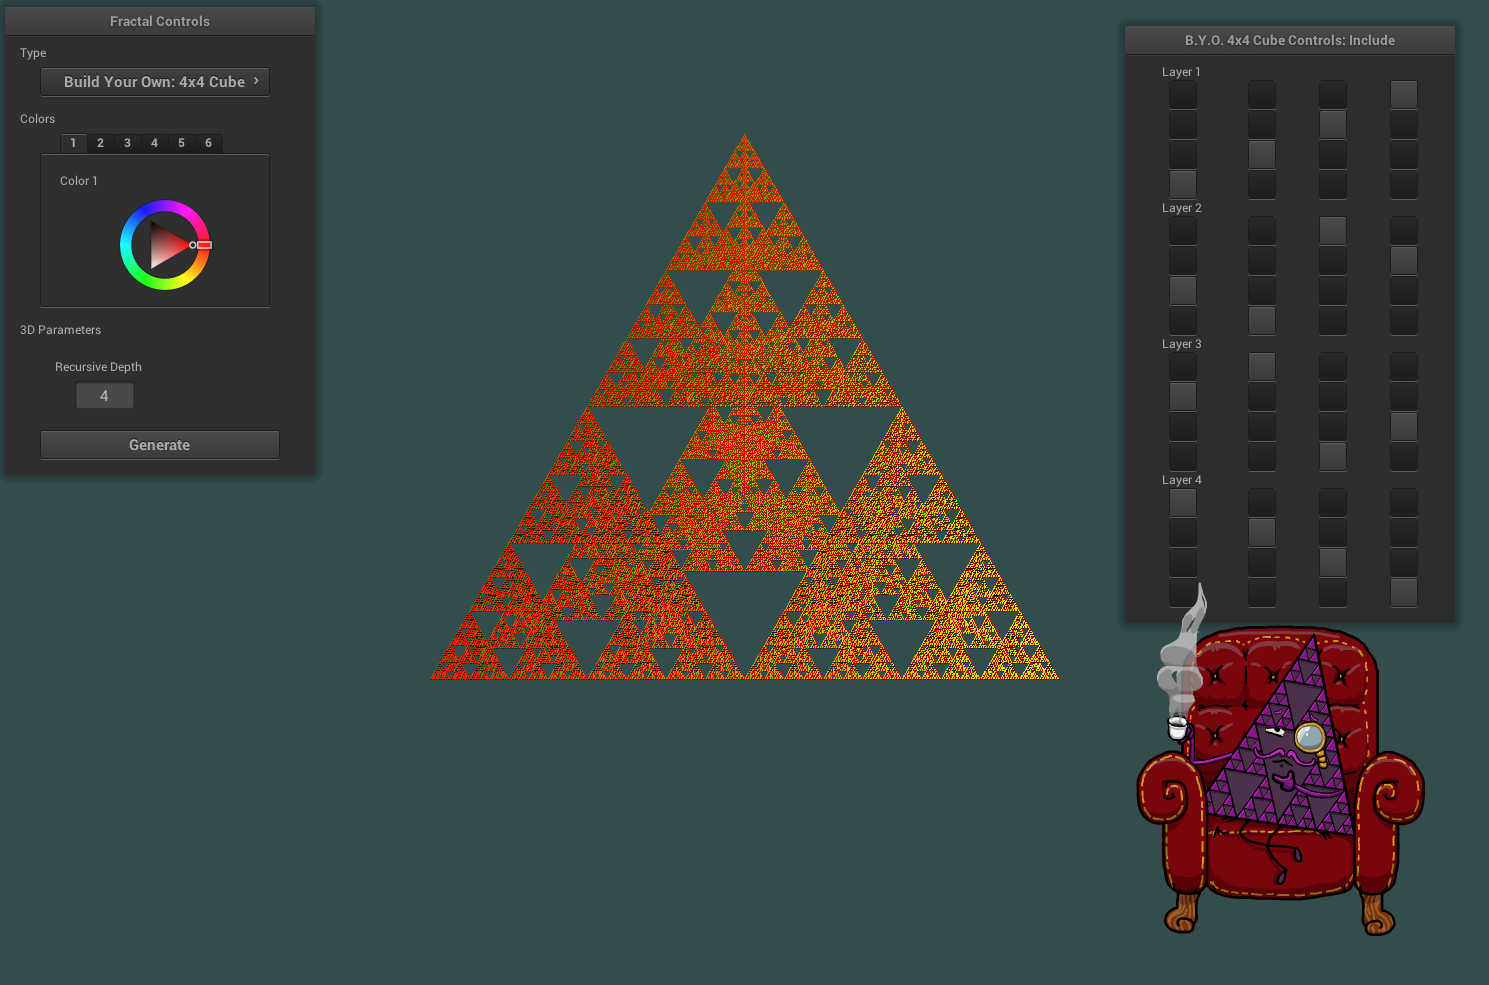 Fractal Controls
Type
Build Your Own: 4x4 Cube
Colors
1 2 3 4 5 6
Color 1
3D Parameters
Recursive Depth
4
Generate
B.Y.O. 4x4 Cube Controls: Include
Layer 1
Layer 2
Layer 3
Layer 4